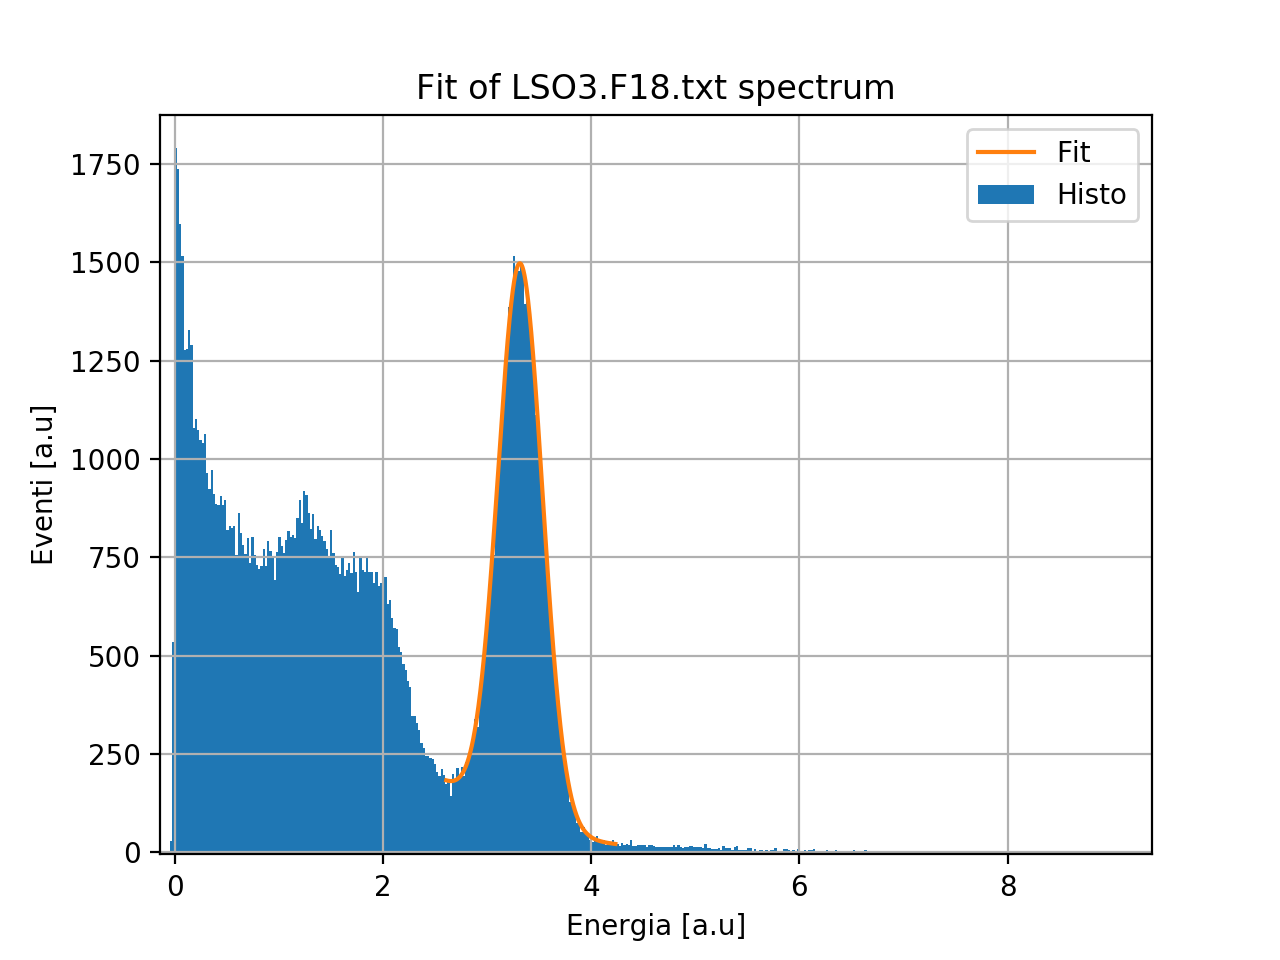 Fit of LSO3.F18.txt spectrum
Fit
Histo
1750
1500
1250
1000
750
500
250
0
Eventi [a.u]
0 2 4 6 8
Energia [a.u]